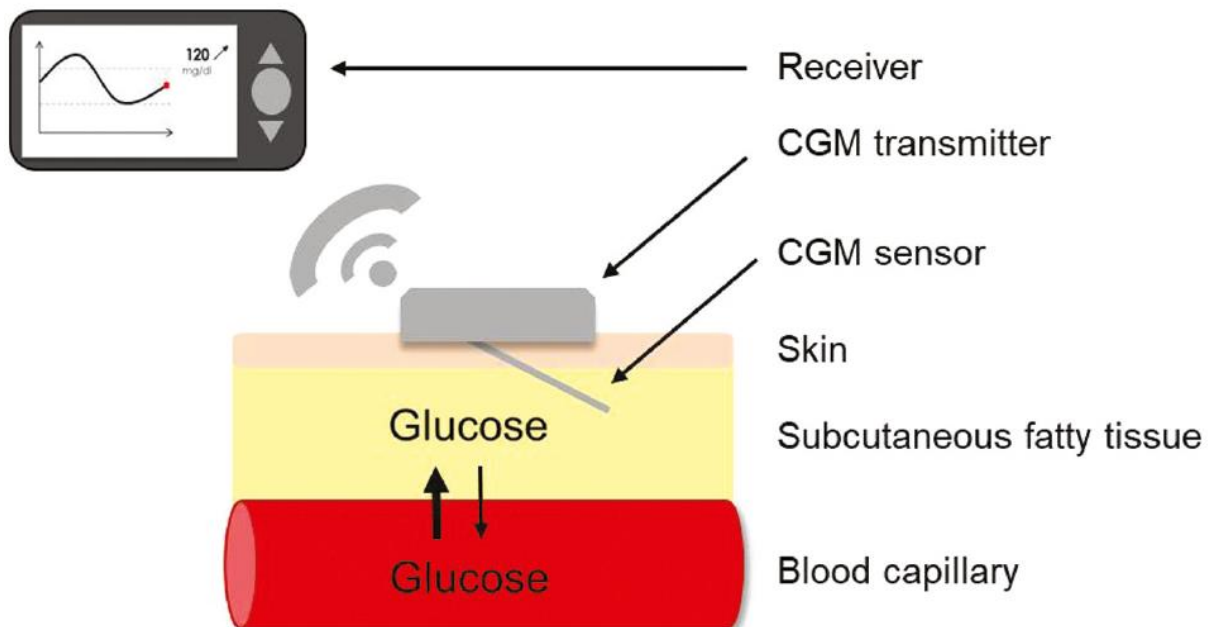 120
mg/dl
Receiver
CGM transmitter
CGM sensor
Skin
Glucose
Subcutaneous fatty tissue
Glucose
Blood capillary